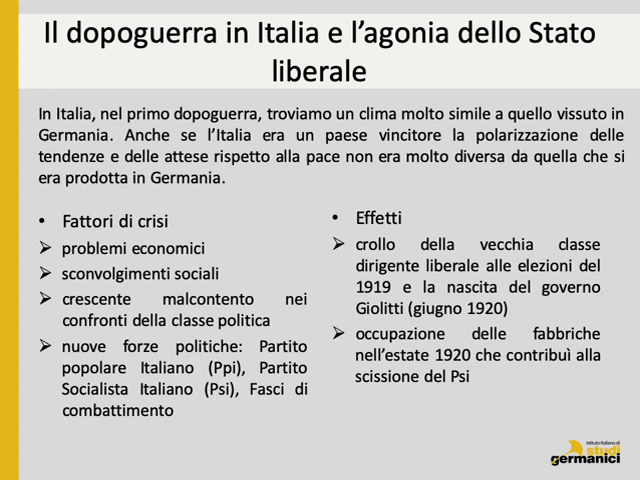 Il dopoguerra in Italia e l’agonia dello Stato
liberale
In Italia, nel primo dopoguerra, troviamo un clima molto simile a quello vissuto in
Germania. Anche se l’Italia era un paese vincitore la polarizzazione delle
tendenze e delle attese rispetto alla pace non era molto diversa da quella che si
era prodotta in Germania.
• Fattori di crisi
➢ problemi economici
➢ sconvolgimenti sociali
➢ crescente malcontento nei
confronti della classe politica
➢ nuove forze politiche: Partito
popolare Italiano (Ppi), Partito
Socialista Italiano (Psi), Fasci di
combattimento
• Effetti
➢ crollo della vecchia classe
dirigente liberale alle elezioni del
1919 e la nascita del governo
Giolitti (giugno 1920)
➢ occupazione delle fabbriche
nell’estate 1920 che contribuì alla
scissione del Psi
Istituto Italiano di
studi
germanici